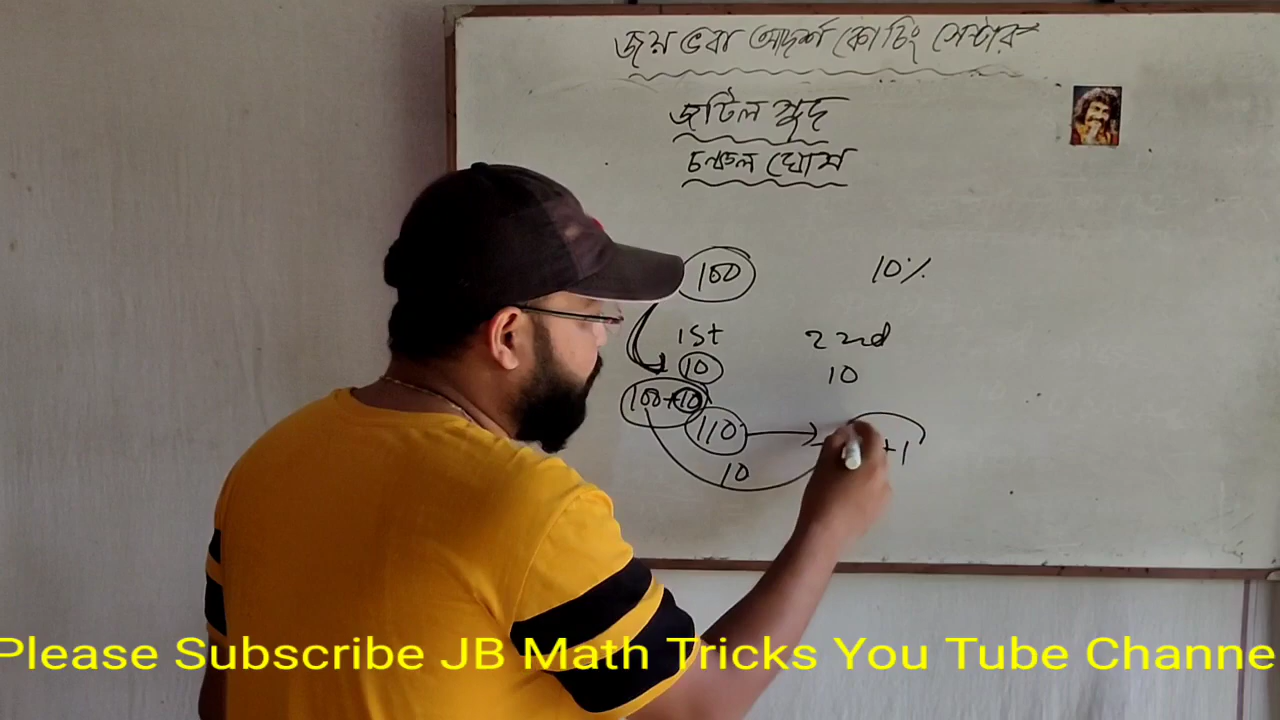 জয় ভবা আদর্শ কোচিং সেন্টার
জটিল সুদ
চঞ্চল ঘোষ
100 10%
1st 2nd
10 10
100+10
110 +1
10
Please Subscribe JB Math Tricks You Tube Channe